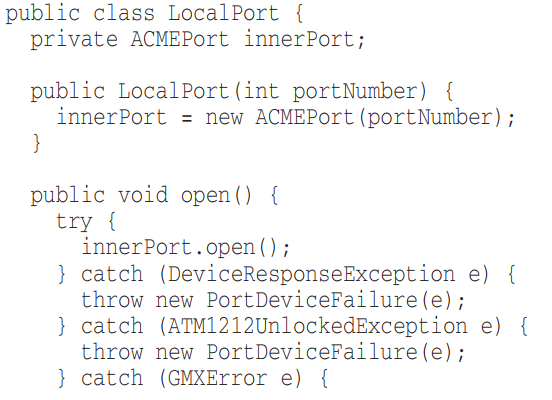 public class LocalPort {
private ACMEPort innerPort;
public LocalPort(int portNumber) {
innerPort = new ACMEPort(portNumber);
}
public void open() {
try {
innerPort.open();
} catch (DeviceResponseException e) {
throw new PortDeviceFailure(e);
} catch (ATM1212UnlockedException e) {
throw new PortDeviceFailure(e);
} catch (GMXError e) {